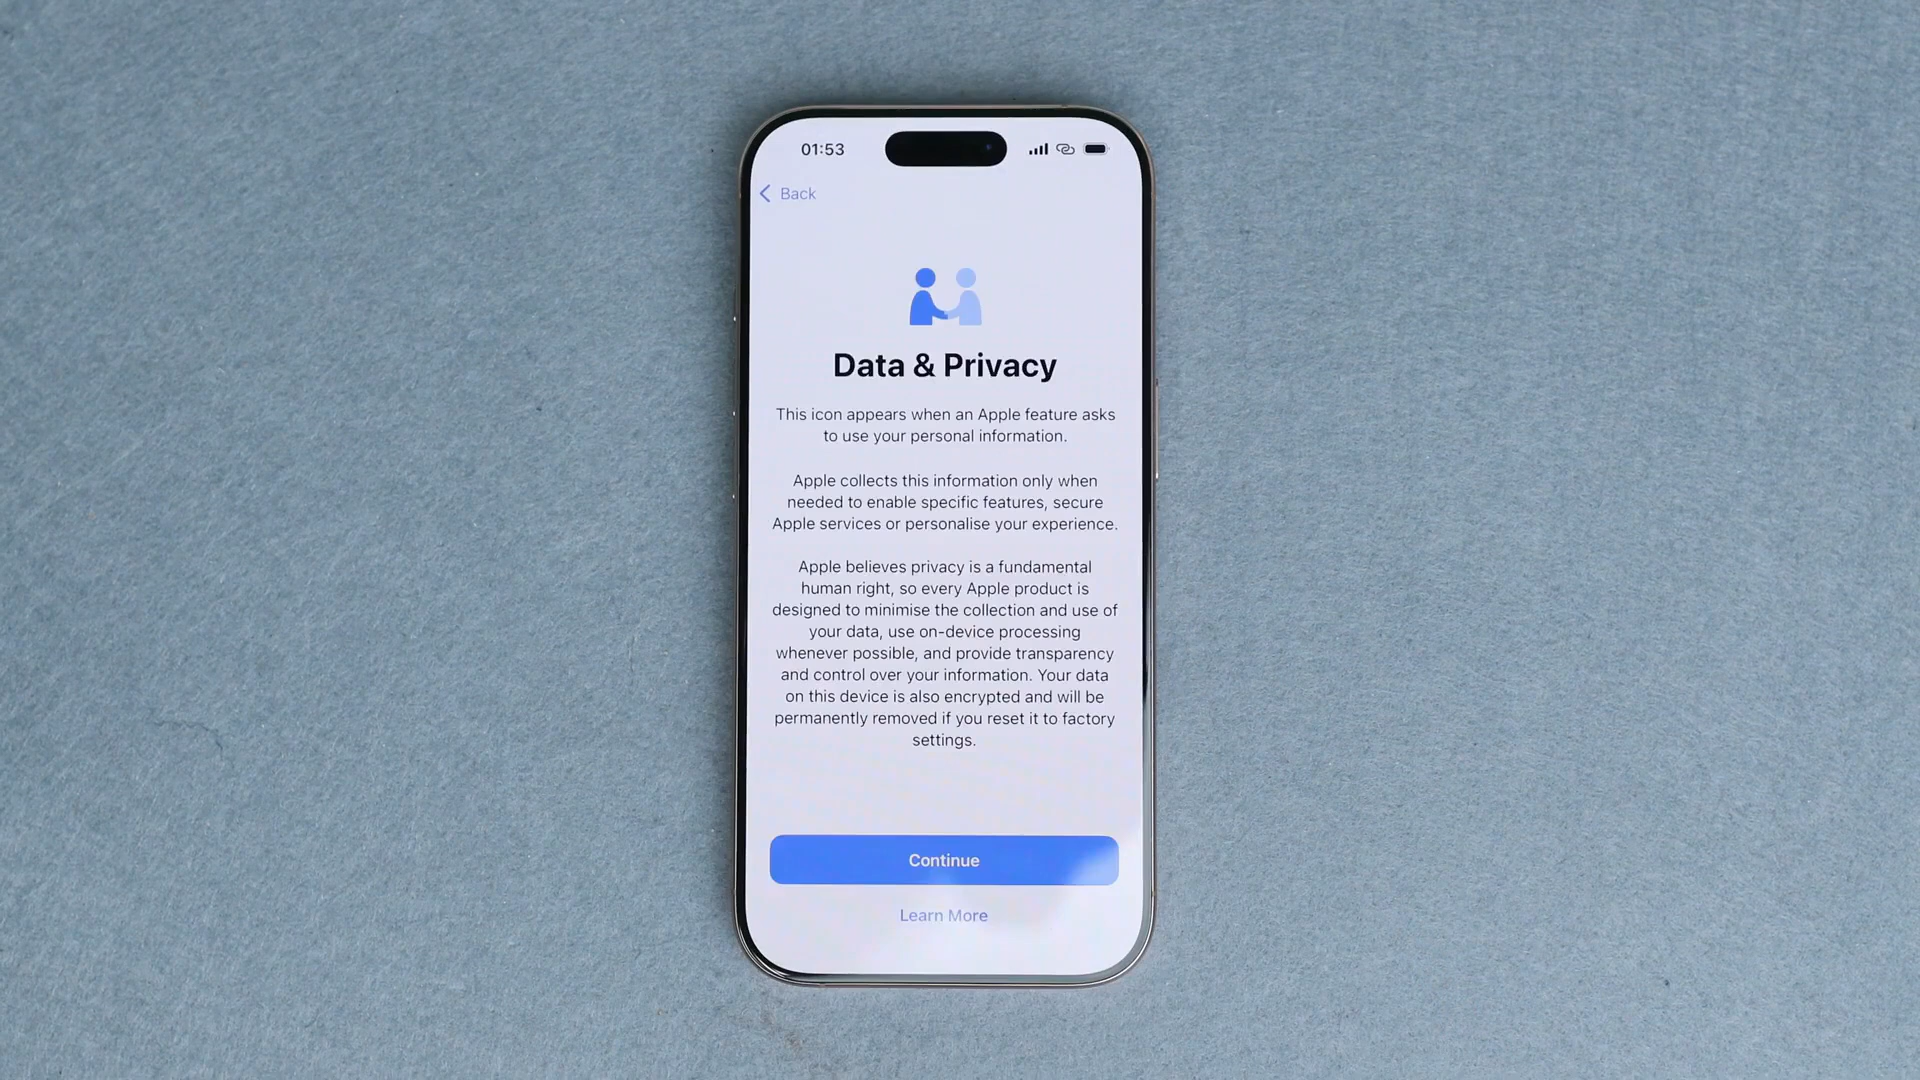 01:53
Back
Data & Privacy
This icon appears when an Apple feature asks
to use your personal information.
Apple collects this information only when
needed to enable specific features, secure
Apple services or personalise your experience.
Apple believes privacy is a fundamental
human right, so every Apple product is
designed to minimise the collection and use of
your data, use on-device processing
whenever possible, and provide transparency
and control over your information. Your data
on this device is also encrypted and will be
permanently removed if you reset it to factory
settings.
Continue
Learn More